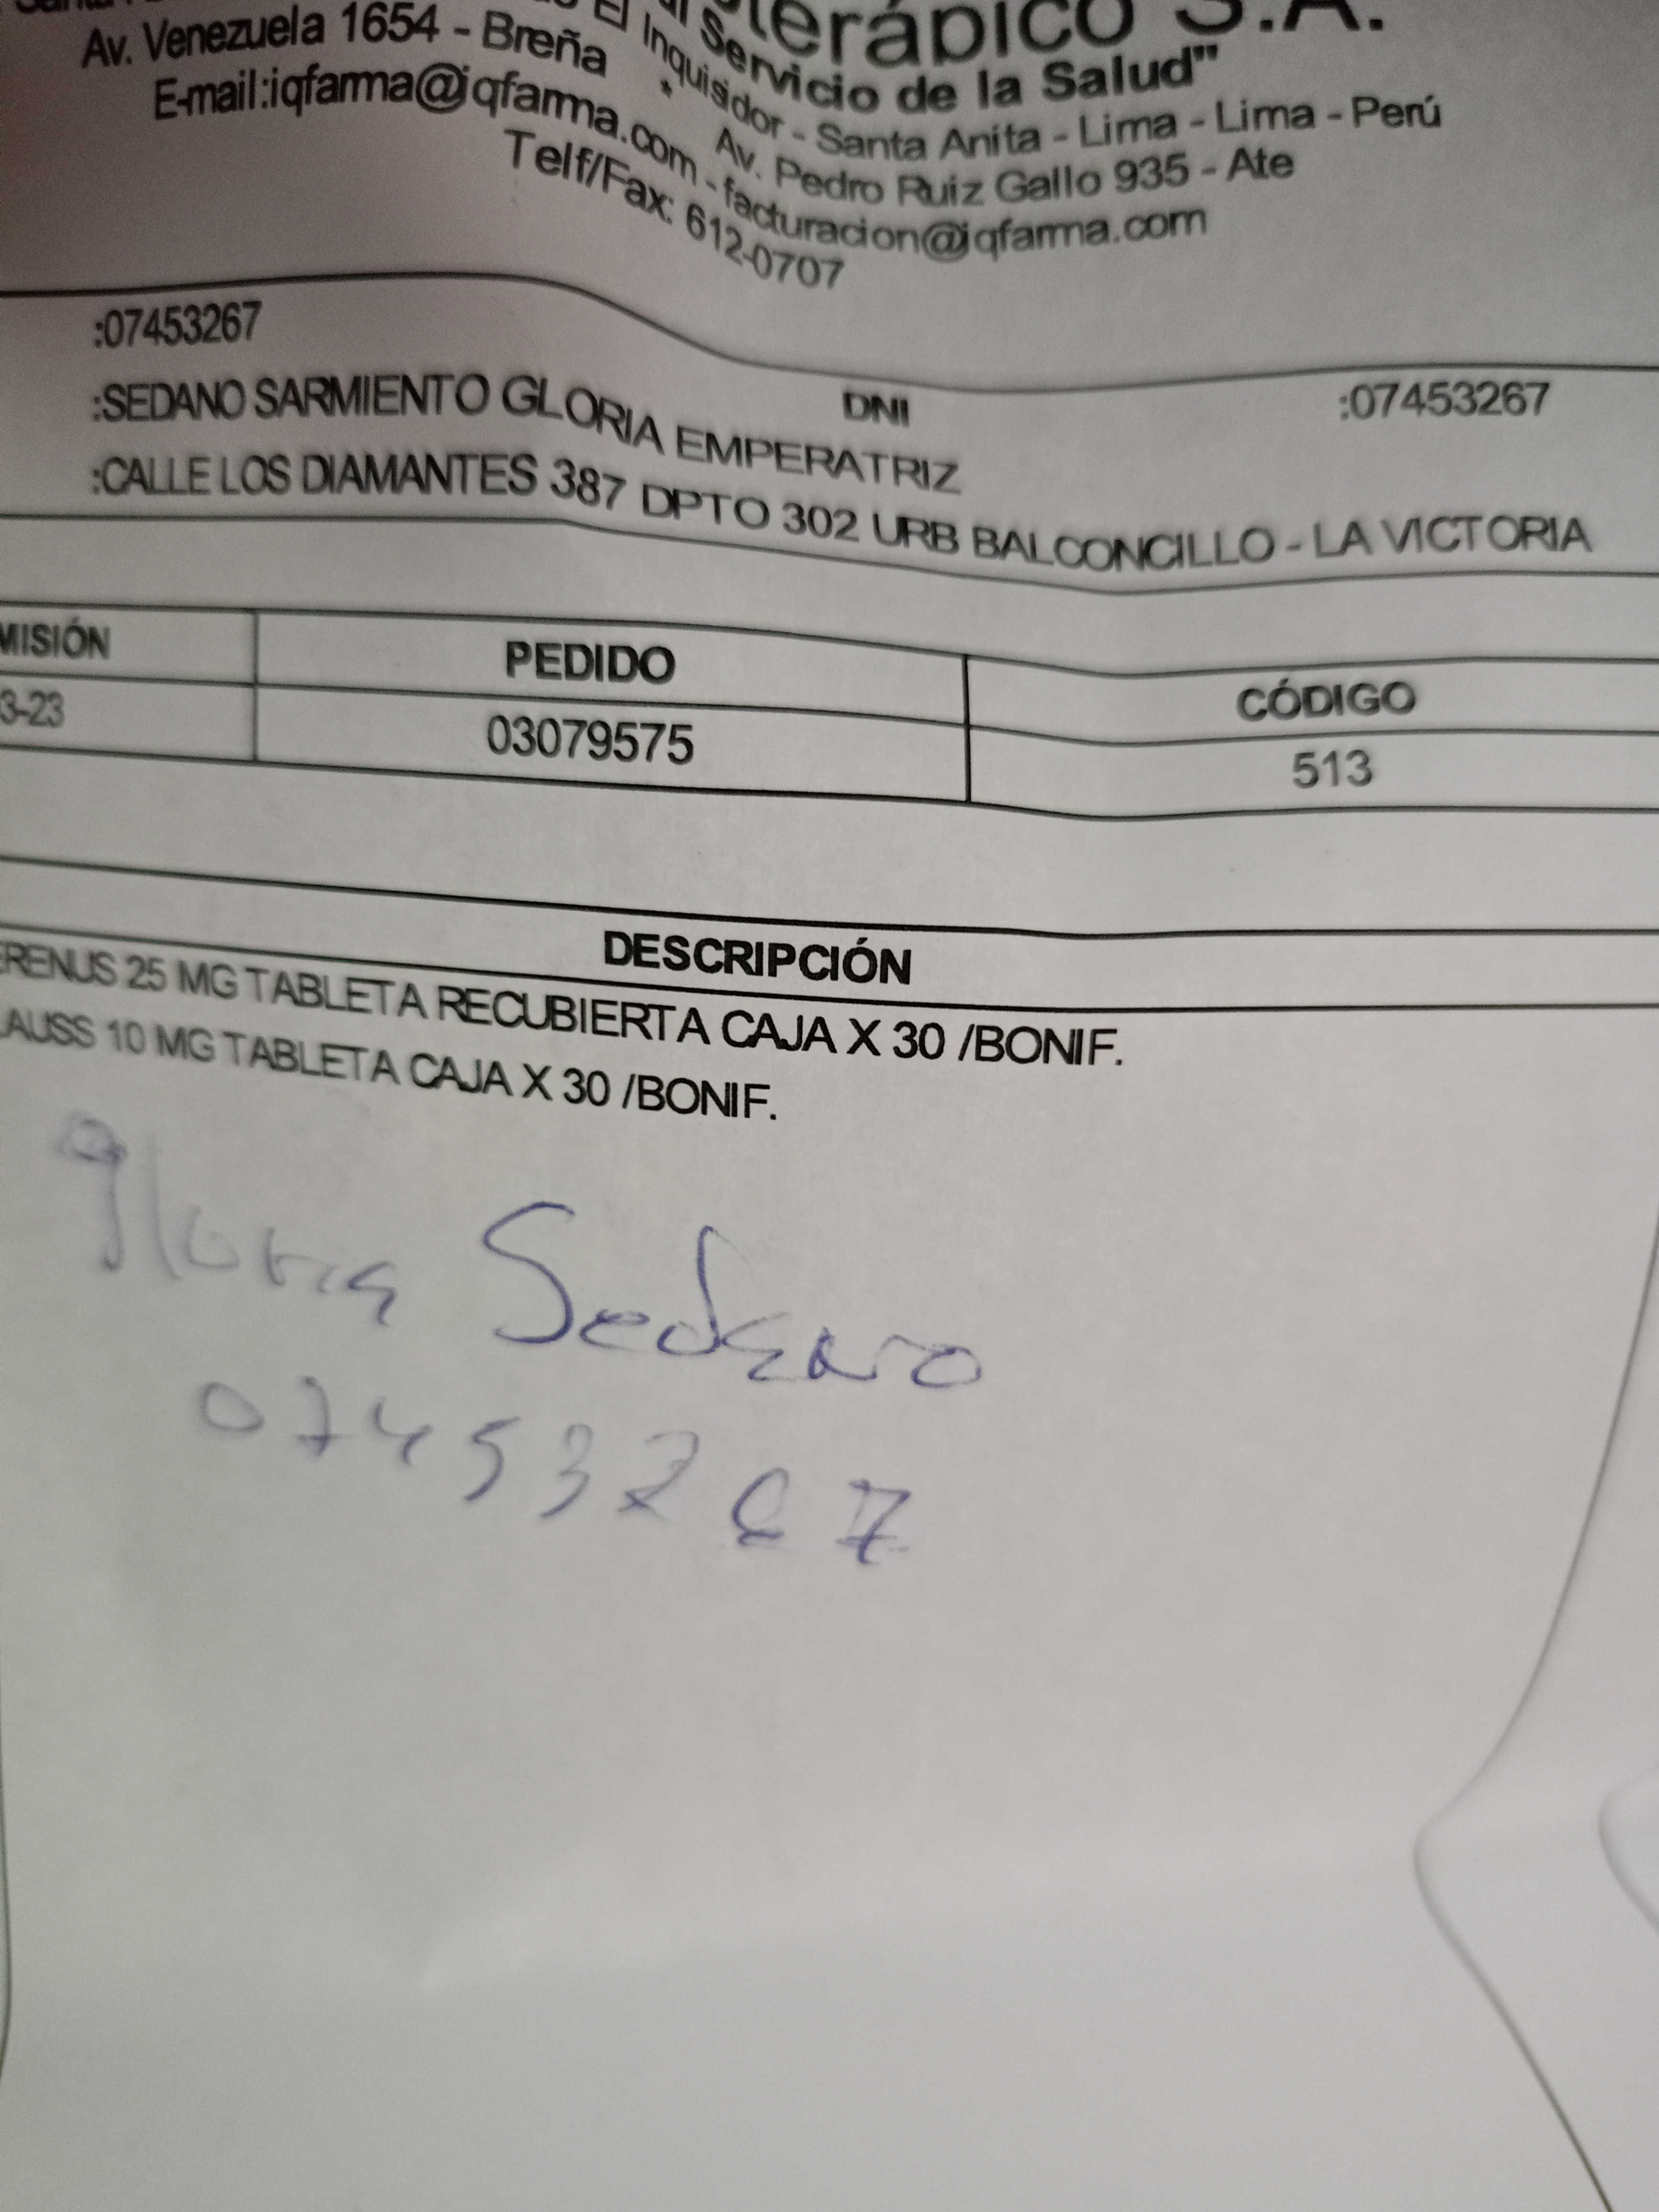 terápico S.A.
Servicio de la Salud"
El Inquisidor - Santa Anita - Lima - Lima - Perú
Av. Venezuela 1654 - Breña * Av. Pedro Ruiz Gallo 935 - Ate
E-mail:iqfarma@iqfarma.com - facturacion@iqfarma.com
Telf/Fax: 612-0707
:07453267 DNI :07453267
:SEDANO SARMIENTO GLORIA EMPERATRIZ
:CALLE LOS DIAMANTES 387 DPTO 302 URB BALCONCILLO - LA VICTORIA
MISIÓN PEDIDO CÓDIGO
3-23 03079575 513
DESCRIPCIÓN
ERENUS 25 MG TABLETA RECUBIERTA CAJA X 30 /BONIF.
LAUSS 10 MG TABLETA CAJA X 30 /BONIF.
Gloria Sedano
07453267